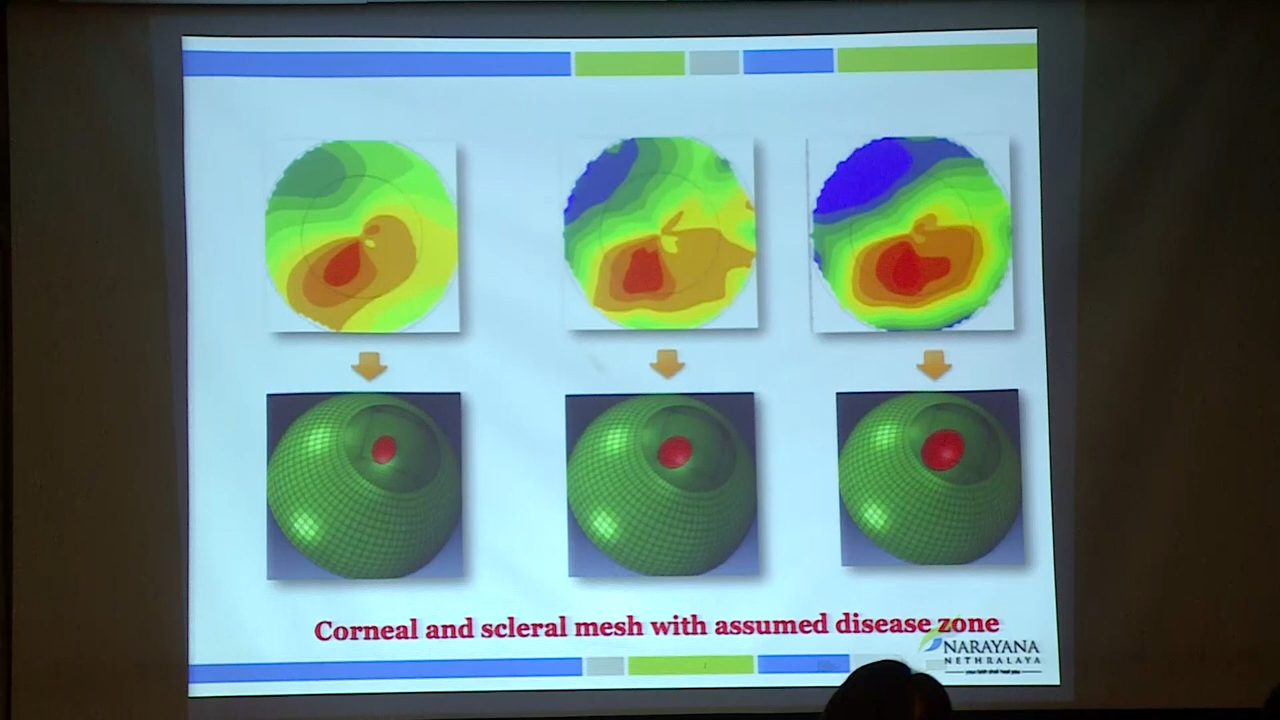 Corneal and scleral mesh with assumed disease zone
NARAYANA
NETHRALAYA